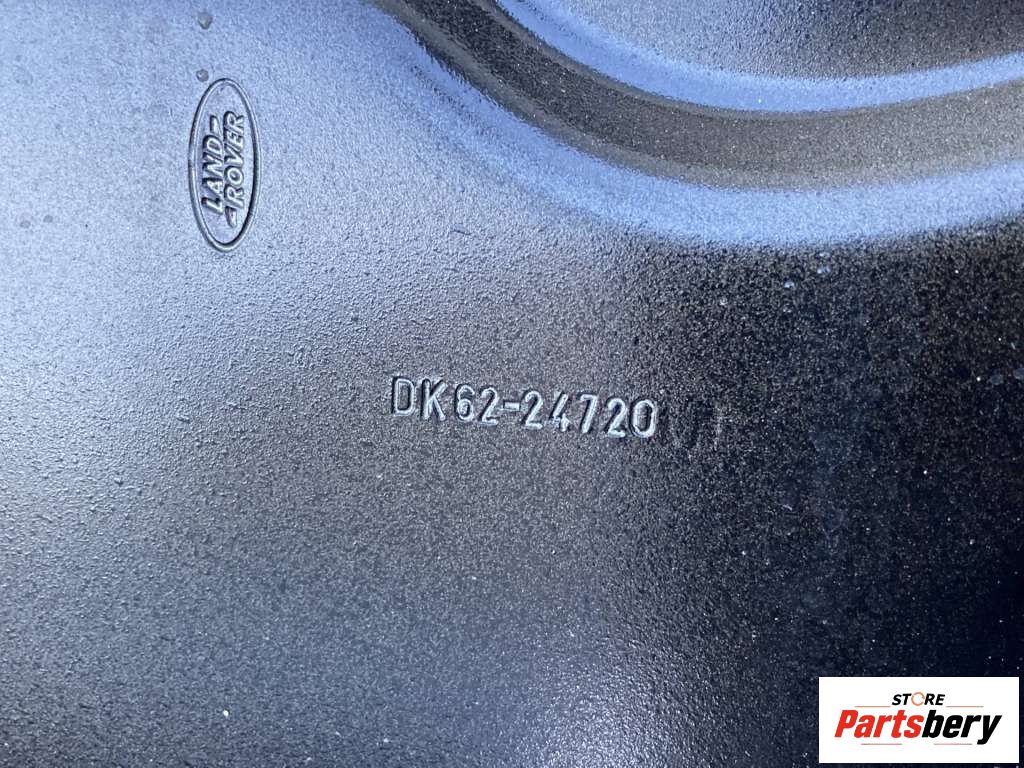 LAND-
-ROVER
DK62-24720
STORE
Partsbery